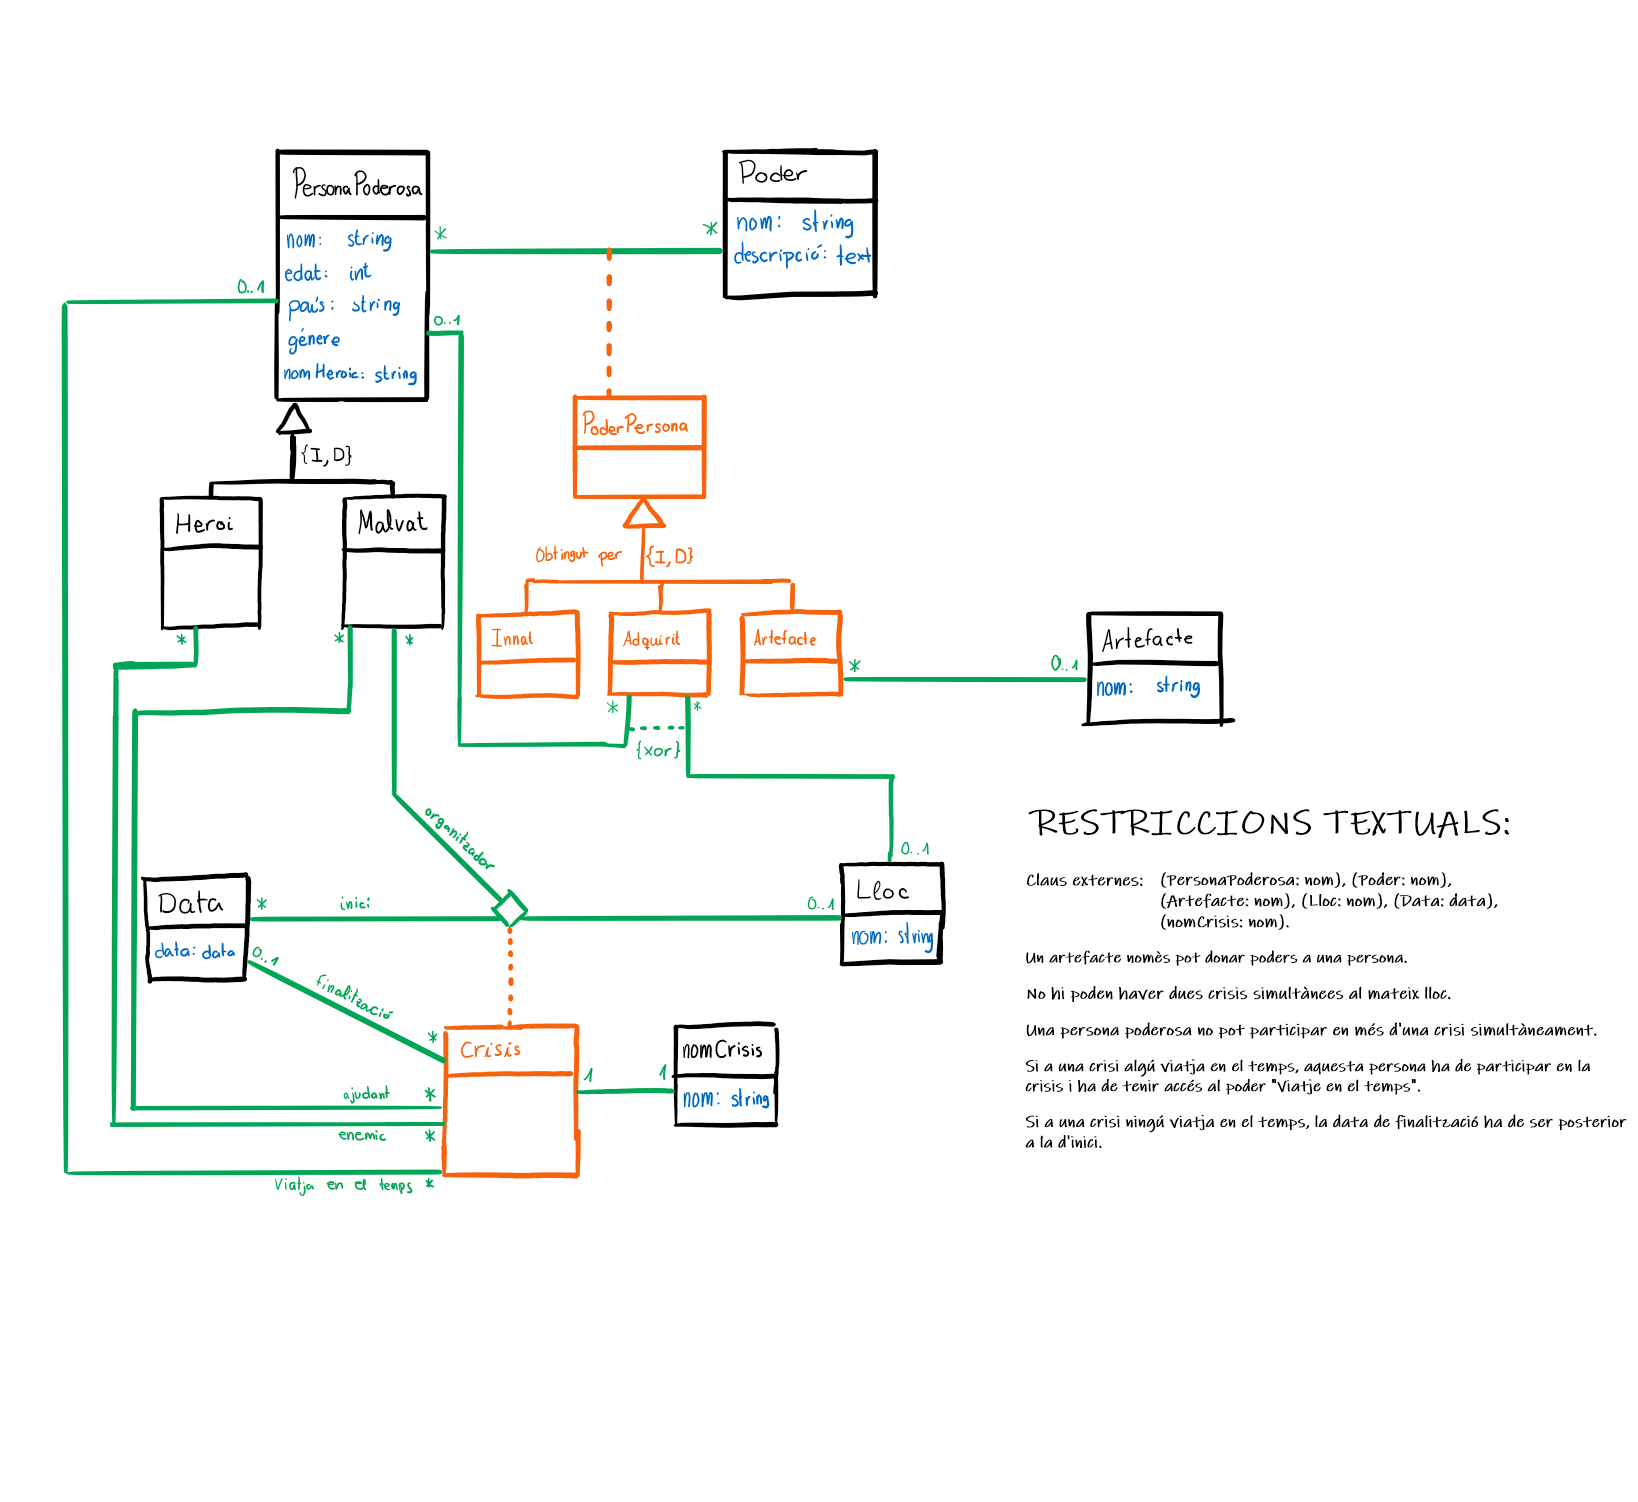 PersonaPoderosa
nom: string
edat: int
país: string
génere
nomHeroic: string
Poder
nom: string
descripció: text
*
*
0..1
0..1
{I,D}
PoderPersona
Heroi
Malvat
Obtingut per
{I,D}
Innat
Adquirit
Artefacte
*
0..1
Artefacte
nom: string
*
*
*
*
*
{xor}
organitzador
RESTRICCIONS TEXTUALS:
0..1
Claus externes: (PersonaPoderosa: nom), (Poder: nom),
(Artefacte: nom), (Lloc: nom), (Data: data),
(nomCrisis: nom).
Data
data: data
*
inici
0..1
Lloc
nom: string
0..1
finalització
*
Un artefacte nomès pot donar poders a una persona.
No hi poden haver dues crisis simultànees al mateix lloc.
Una persona poderosa no pot participar en més d'una crisi simultàneament.
Si a una crisi algú viatja en el temps, aquesta persona ha de participar en la
crisis i ha de tenir accés al poder "Viatje en el temps".
Si a una crisi ningú viatja en el temps, la data de finalització ha de ser posterior
a la d'inici.
Crisis
1
1
nomCrisis
nom: string
ajudant *
enemic *
Viatja en el temps *